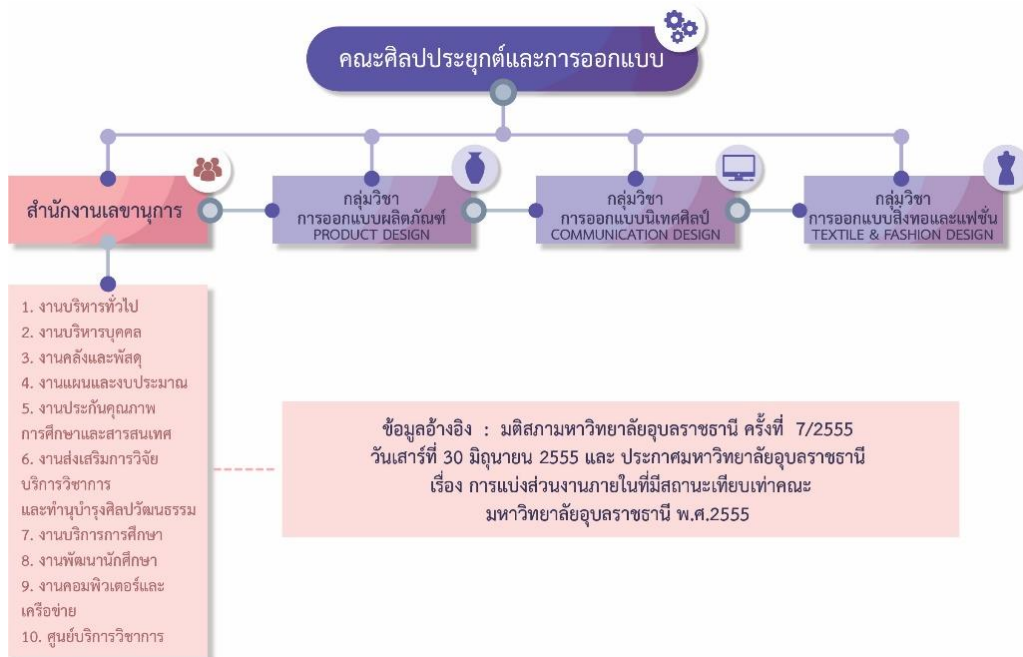 คณะศิลปประยุกต์และการออกแบบ
สำนักงานเลขานุการ
กลุ่มวิชา
การออกแบบผลิตภัณฑ์
PRODUCT DESIGN
กลุ่มวิชา
การออกแบบนิเทศศิลป์
COMMUNICATION DESIGN
กลุ่มวิชา
การออกแบบสิ่งทอและแฟชั่น
TEXTILE & FASHION DESIGN
1. งานบริหารทั่วไป
2. งานบริหารบุคคล
3. งานคลังและพัสดุ
4. งานแผนและงบประมาณ
5. งานประกันคุณภาพ
การศึกษาและสารสนเทศ
6. งานส่งเสริมการวิจัย
บริการวิชาการ
และทำนุบำรุงศิลปวัฒนธรรม
7. งานบริการการศึกษา
8. งานพัฒนานักศึกษา
9. งานคอมพิวเตอร์และ
เครือข่าย
10. ศูนย์บริการวิชาการ
ข้อมูลอ้างอิง : มติสภามหาวิทยาลัยอุบลราชธานี ครั้งที่ 7/2555
วันเสาร์ที่ 30 มิถุนายน 2555 และ ประกาศมหาวิทยาลัยอุบลราชธานี
เรื่อง การแบ่งส่วนงานภายในที่มีสถานะเทียบเท่าคณะ
มหาวิทยาลัยอุบลราชธานี พ.ศ.2555